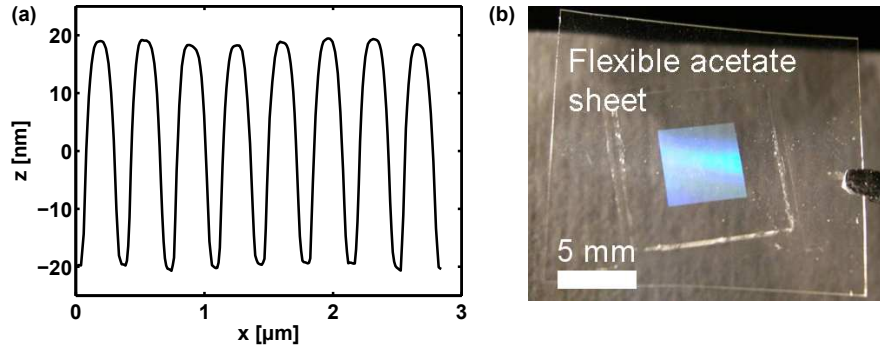 (a)
20
10
0
−10
−20
z [nm]
0
1
2
3
x [µm]
(b)
Flexible acetate
sheet
5 mm